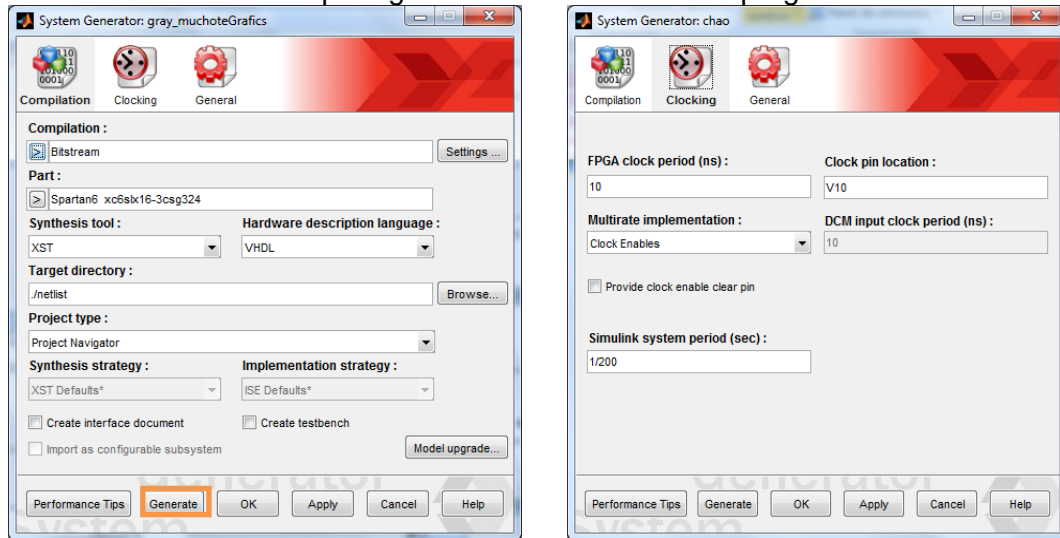 System Generator: gray_muchoteGrafics
Compilation
Clocking
General
Compilation :
Bitstream
Settings ...
Part :
Spartan6 xc6slx16-3csg324
Synthesis tool :
Hardware description language :
XST
VHDL
Target directory :
./netlist
Browse...
Project type :
Project Navigator
Synthesis strategy :
Implementation strategy :
XST Defaults*
ISE Defaults*
Create interface document
Create testbench
Import as configurable subsystem
Model upgrade...
Performance Tips
Generate
OK
Apply
Cancel
Help
System Generator: chao
Compilation
Clocking
General
FPGA clock period (ns) :
Clock pin location :
10
V10
Multirate implementation :
DCM input clock period (ns) :
Clock Enables
10
Provide clock enable clear pin
Simulink system period (sec) :
1/200
Performance Tips
Generate
OK
Apply
Cancel
Help